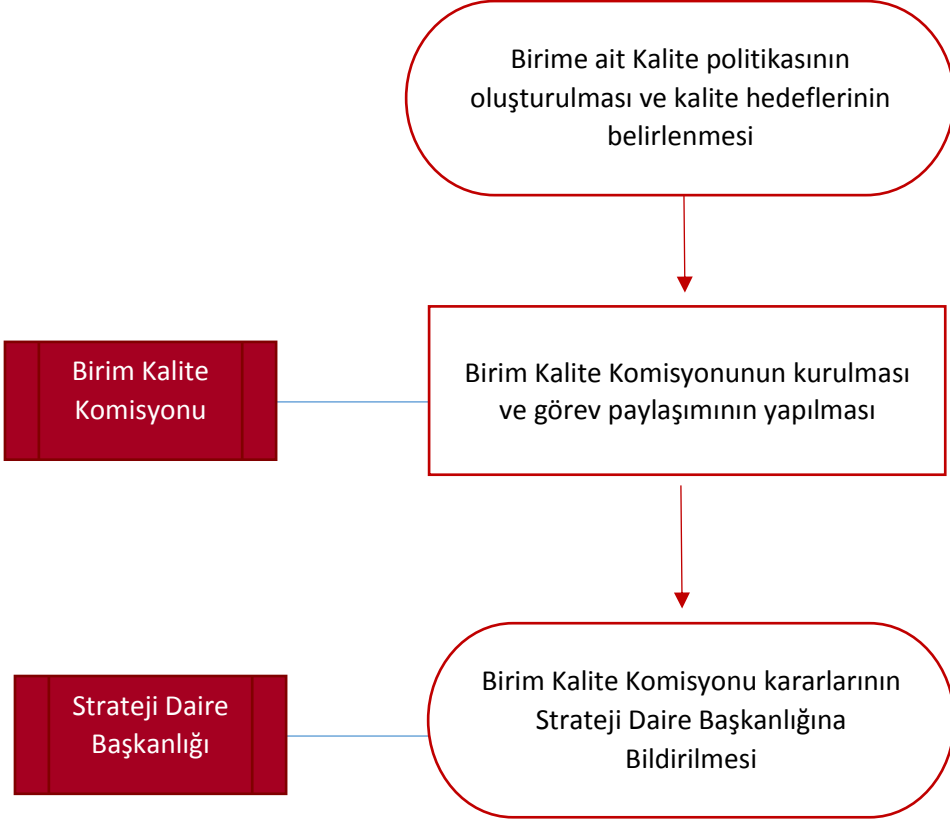 Birime ait Kalite politikasının
oluşturulması ve kalite hedeflerinin
belirlenmesi
Birim Kalite
Komisyonu
Birim Kalite Komisyonunun kurulması
ve görev paylaşımının yapılması
Strateji Daire
Başkanlığı
Birim Kalite Komisyonu kararlarının
Strateji Daire Başkanlığına
Bildirilmesi